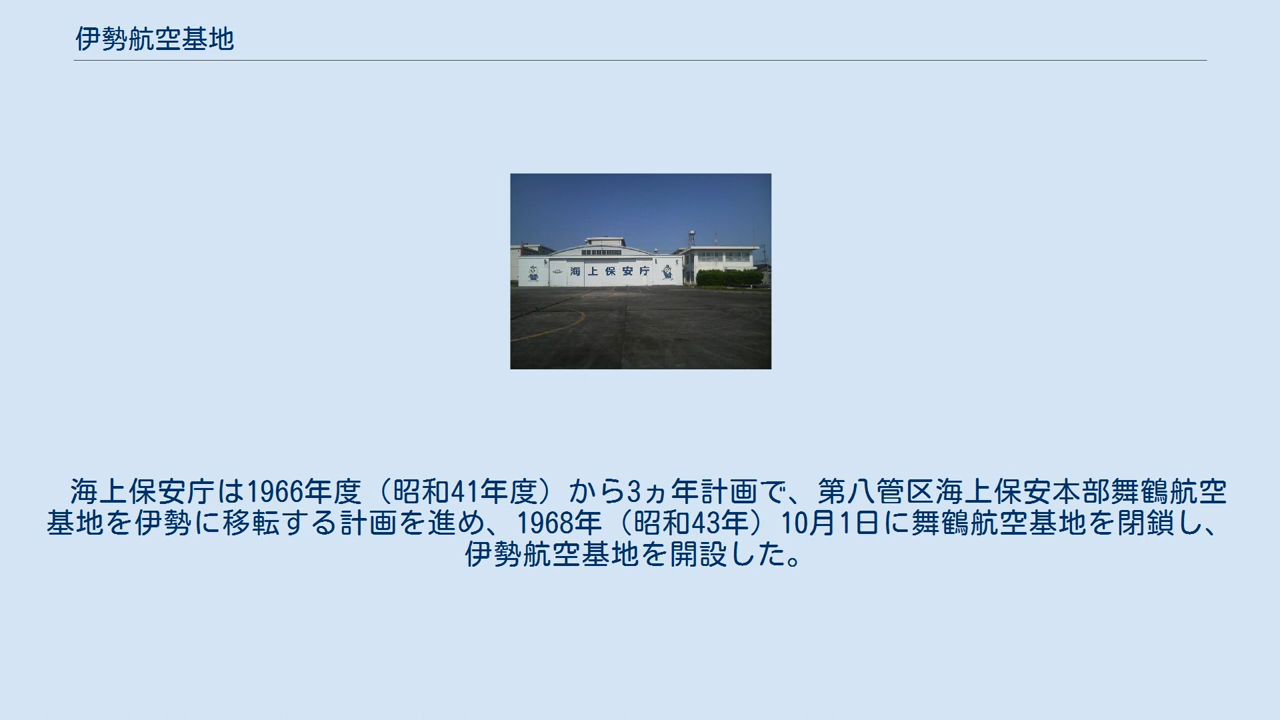 伊勢航空基地
海上保安庁
海上保安庁は1966年度（昭和41年度）から3ヵ年計画で、第八管区海上保安本部舞鶴航空
基地を伊勢に移転する計画を進め、1968年（昭和43年）10月1日に舞鶴航空基地を閉鎖し、
伊勢航空基地を開設した。